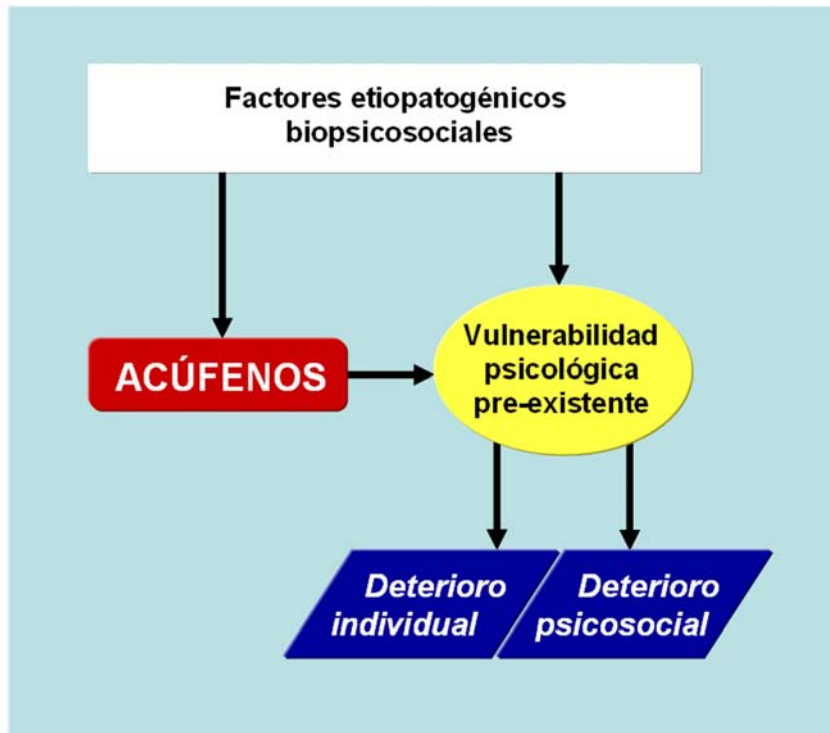 Factores etiopatogénicos
biopsicosociales
ACÚFENOS
Vulnerabilidad
psicológica
pre-existente
Deterioro
individual
Deterioro
psicosocial